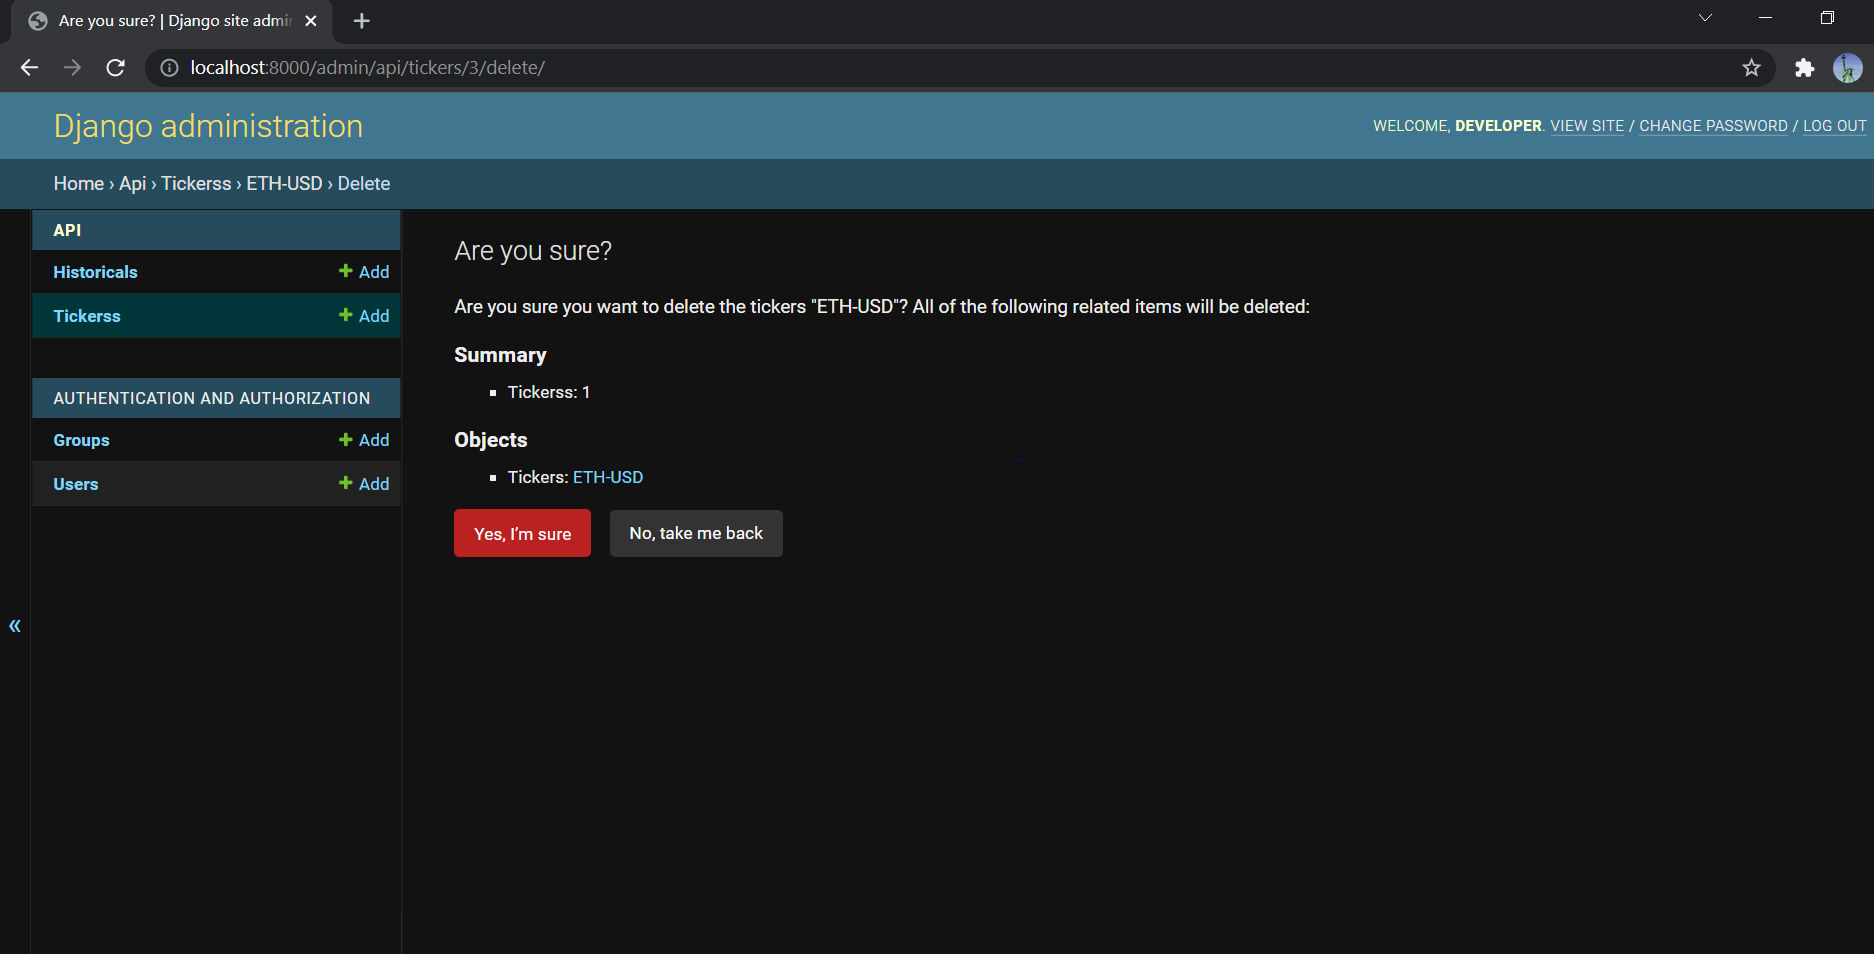 Are you sure? | Django site admin
localhost:8000/admin/api/tickers/3/delete/
Django administration
WELCOME, DEVELOPER. VIEW SITE / CHANGE PASSWORD / LOG OUT
Home › Api › Tickerss › ETH-USD › Delete
API
Historicals + Add
Tickerss + Add
AUTHENTICATION AND AUTHORIZATION
Groups + Add
Users + Add
«
Are you sure?
Are you sure you want to delete the tickers "ETH-USD"? All of the following related items will be deleted:
Summary
Tickerss: 1
Objects
Tickers: ETH-USD
Yes, I’m sure No, take me back